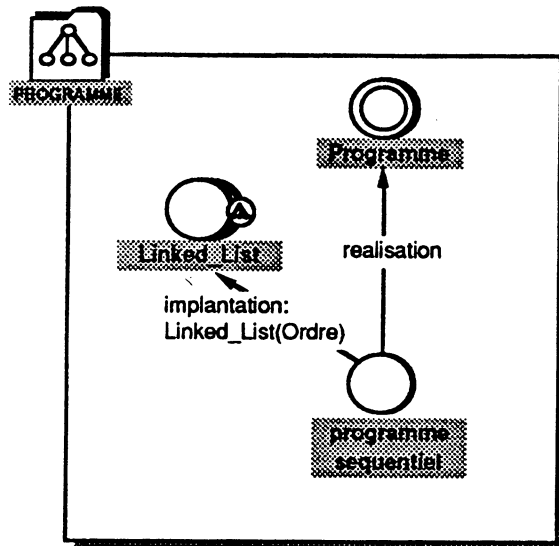 PROGRAMME
Programme
A
Linked_List
realisation
implantation:
Linked_List(Ordre)
programme
sequentiel